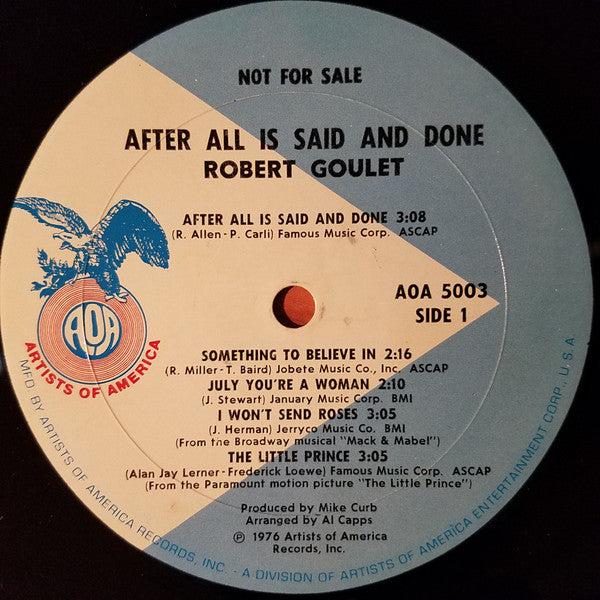 NOT FOR SALE
AFTER ALL IS SAID AND DONE
ROBERT GOULET
AFTER ALL IS SAID AND DONE 3:08
(R. Allen - P. Carli) Famous Music Corp. ASCAP
AOA 5003
SIDE 1
AOA
ARTISTS OF AMERICA
SOMETHING TO BELIEVE IN 2:16
(R. Miller - T. Baird) Jobete Music Co., Inc. ASCAP
JULY YOU'RE A WOMAN 2:10
(J. Stewart) January Music Corp. BMI
I WON'T SEND ROSES 3:05
(J. Herman) Jerryco Music Co. BMI
(From the Broadway musical "Mack & Mabel")
THE LITTLE PRINCE 3:05
(Alan Jay Lerner - Frederick Loewe) Famous Music Corp. ASCAP
(From the Paramount motion picture "The Little Prince")
Produced by Mike Curb
Arranged by Al Capps
℗ 1976 Artists of America
Records, Inc.
MFD BY ARTISTS OF AMERICA RECORDS, INC. - A DIVISION OF ARTISTS OF AMERICA ENTERTAINMENT CORP., U.S.A